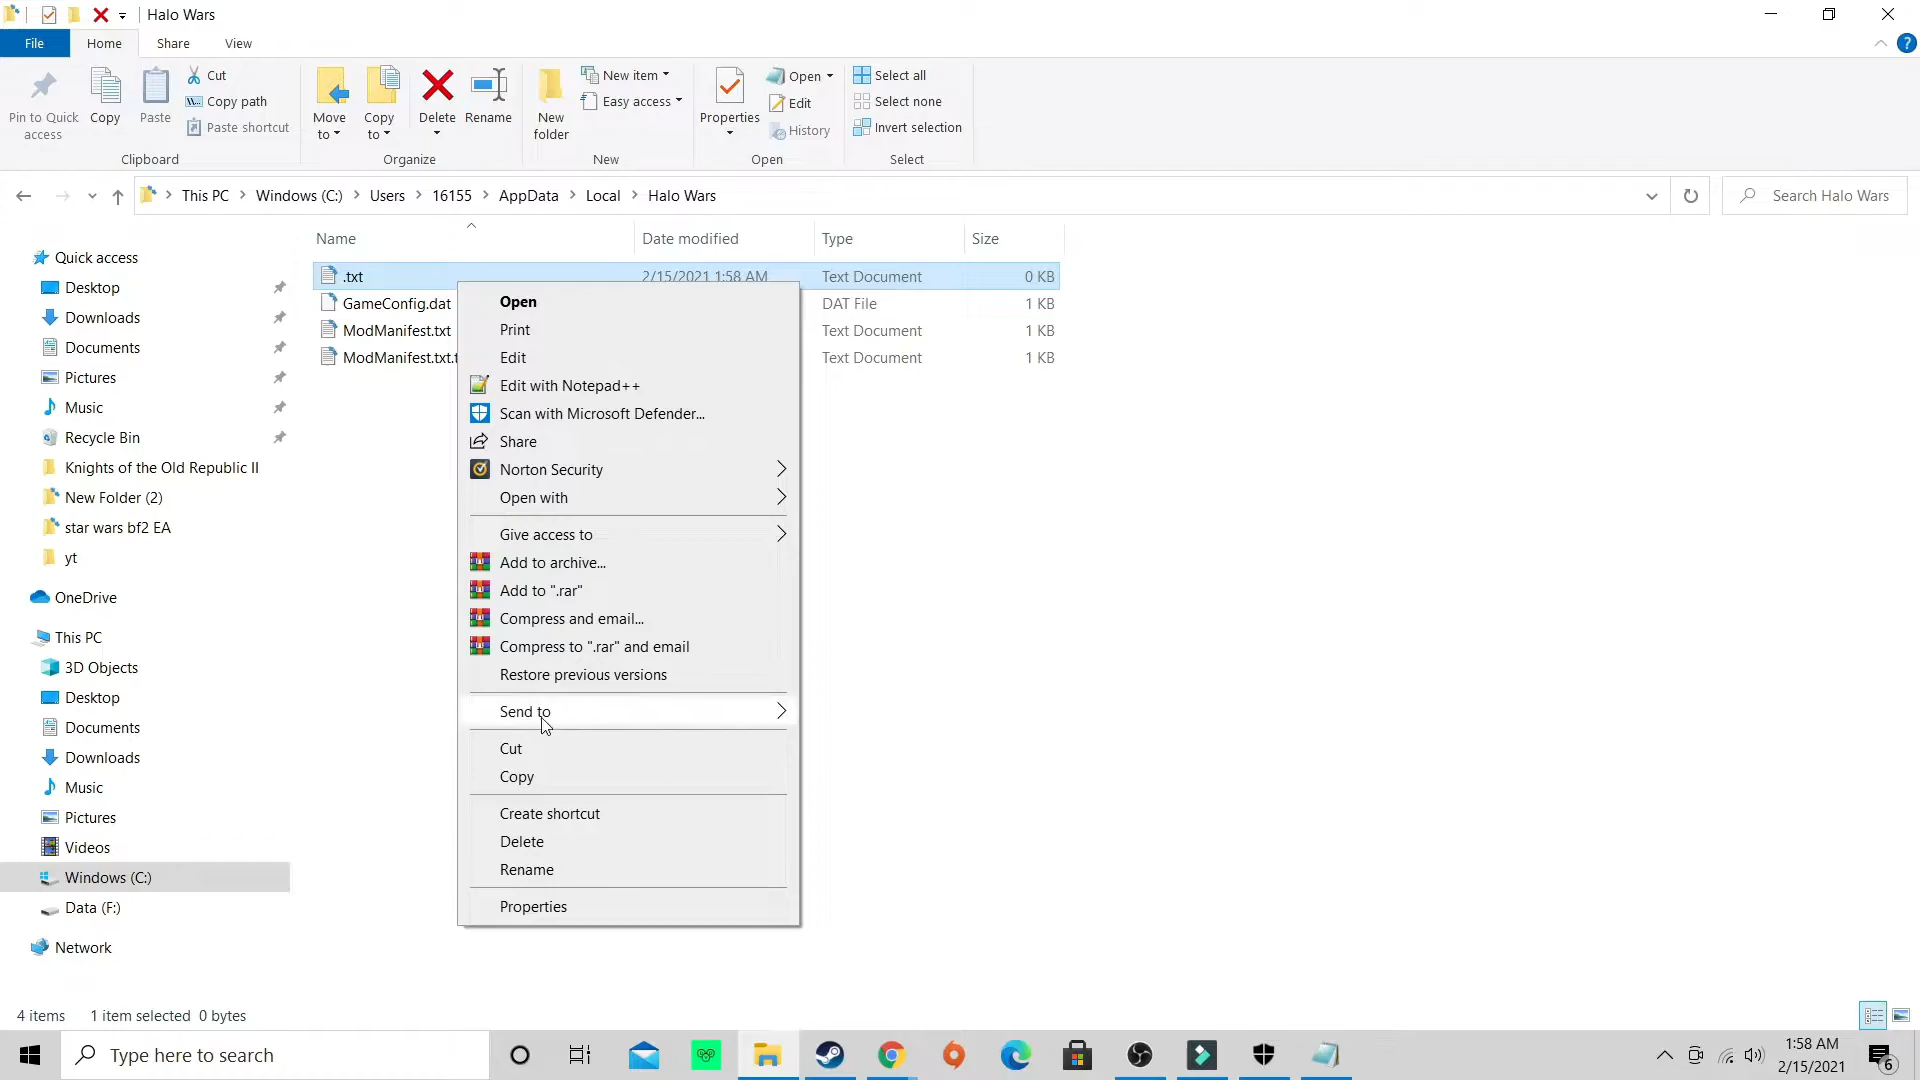 Halo Wars
File Home Share View
Pin to Quick access
Copy
Paste
Cut
Copy path
Paste shortcut
Clipboard
Move to
Copy to
Delete
Rename
Organize
New folder
New item
Easy access
New
Properties
Open
Edit
History
Open
Select all
Select none
Invert selection
Select
This PC > Windows (C:) > Users > 16155 > AppData > Local > Halo Wars
Search Halo Wars
Name Date modified Type Size
.txt 2/15/2021 1:58 AM Text Document 0 KB
GameConfig.dat DAT File 1 KB
ModManifest.txt Text Document 1 KB
ModManifest.txt.t Text Document 1 KB
Quick access
Desktop
Downloads
Documents
Pictures
Music
Recycle Bin
Knights of the Old Republic II
New Folder (2)
star wars bf2 EA
yt
OneDrive
This PC
3D Objects
Desktop
Documents
Downloads
Music
Pictures
Videos
Windows (C:)
Data (F:)
Network
Open
Print
Edit
Edit with Notepad++
Scan with Microsoft Defender...
Share
Norton Security
Open with
Give access to
Add to archive...
Add to ".rar"
Compress and email...
Compress to ".rar" and email
Restore previous versions
Send to
Cut
Copy
Create shortcut
Delete
Rename
Properties
4 items 1 item selected 0 bytes
Type here to search
1:58 AM
2/15/2021
6